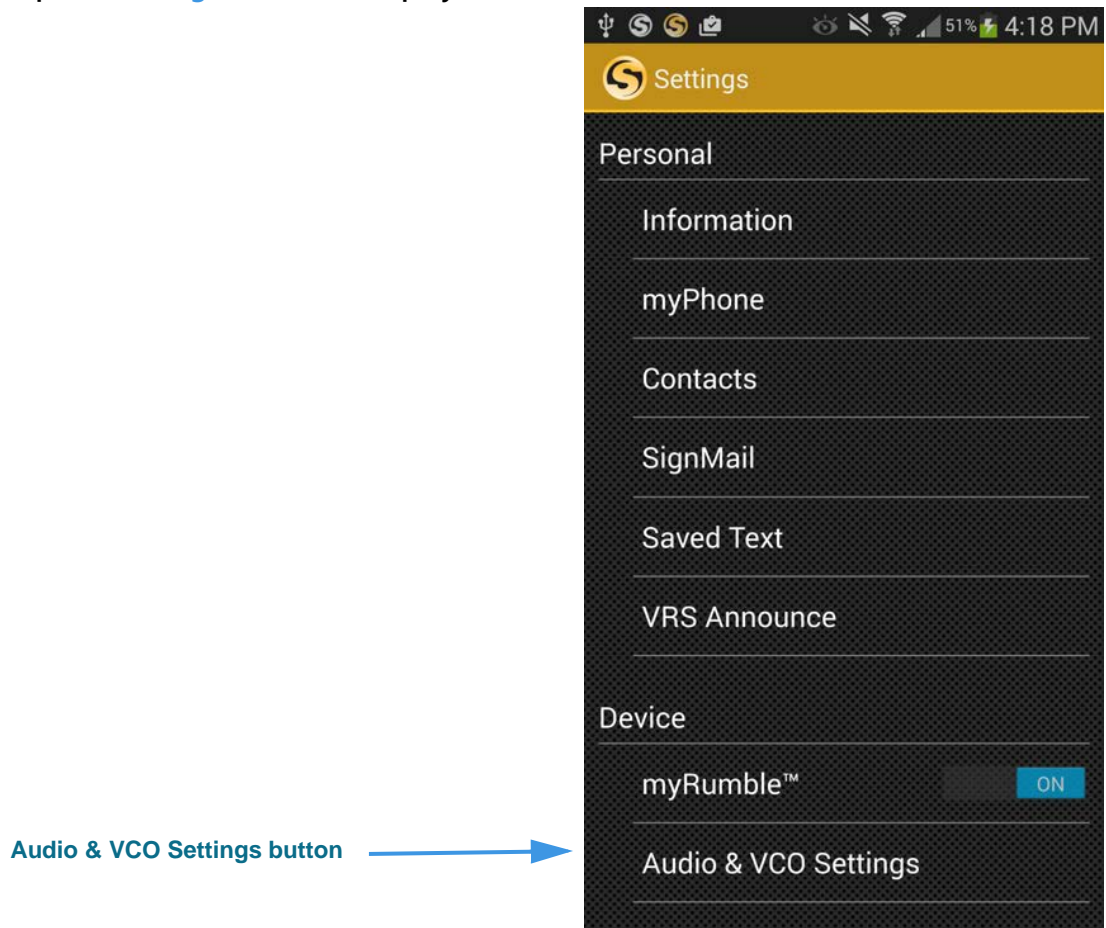 51% 4:18 PM
Settings
Personal
Information
myPhone
Contacts
SignMail
Saved Text
VRS Announce
Device
myRumble™ ON
Audio & VCO Settings button
Audio & VCO Settings